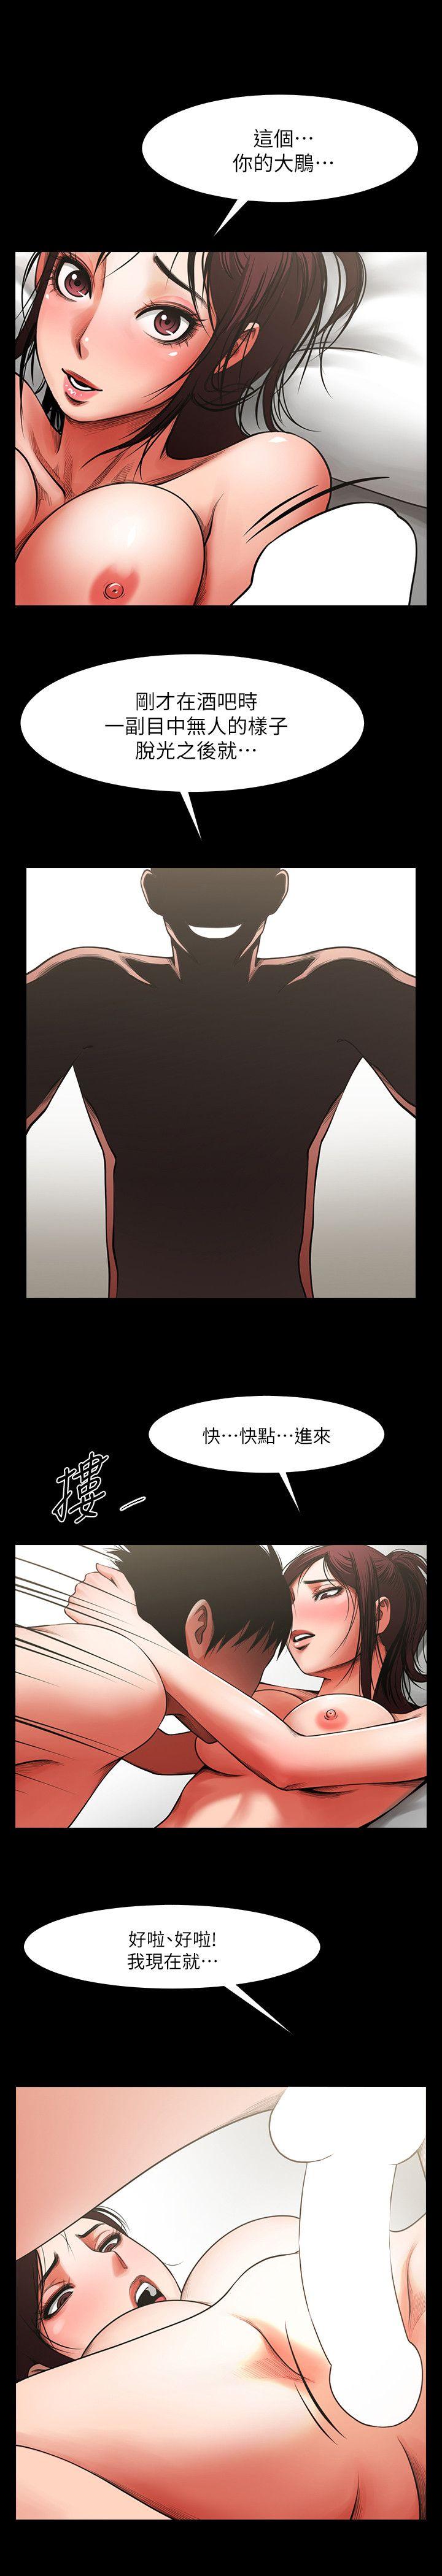 這個⋯
你的大鵰⋯
剛才在酒吧時
一副目中無人的樣子
脫光之後就⋯
快⋯快點⋯進來
摟
好啦、好啦!
我現在就⋯